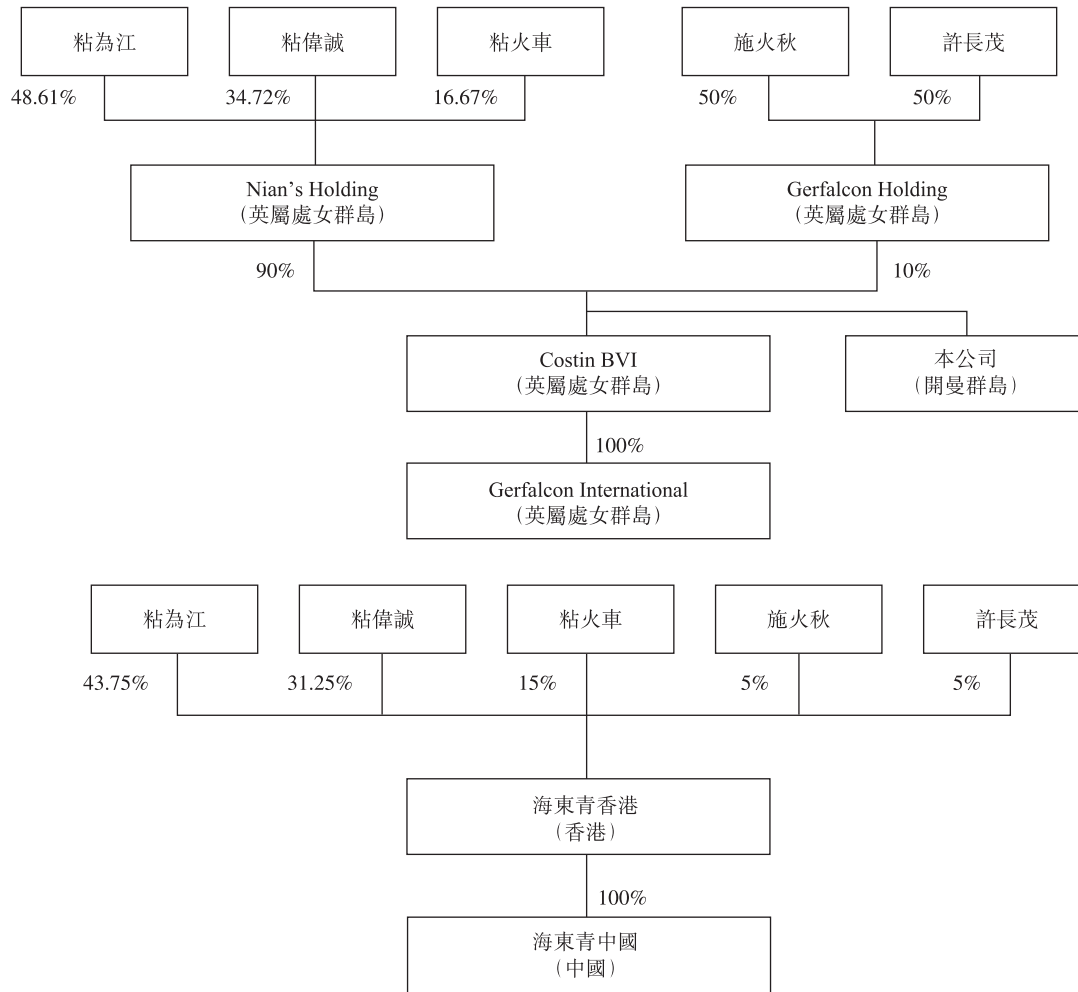 粘為江
粘偉誠
粘火車
施火秋
許長茂
48.61%
34.72%
16.67%
50%
50%
Nian’s Holding
（英屬處女群島）
Gerfalcon Holding
（英屬處女群島）
90%
10%
Costin BVI
（英屬處女群島）
本公司
（開曼群島）
100%
Gerfalcon International
（英屬處女群島）
粘為江
粘偉誠
粘火車
施火秋
許長茂
43.75%
31.25%
15%
5%
5%
海東青香港
（香港）
100%
海東青中國
（中國）